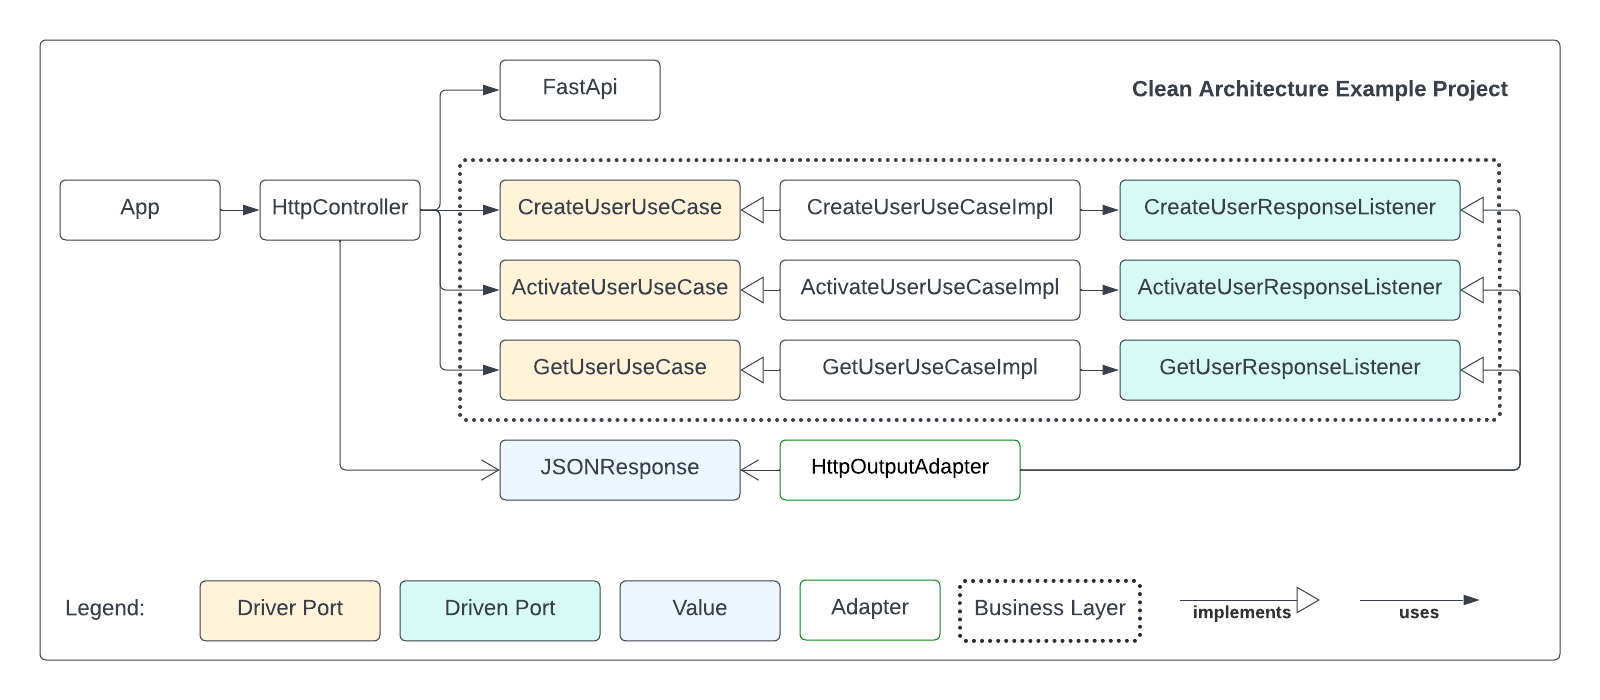 FastApi
Clean Architecture Example Project
App
HttpController
CreateUserUseCase
CreateUserUseCaseImpl
CreateUserResponseListener
ActivateUserUseCase
ActivateUserUseCaseImpl
ActivateUserResponseListener
GetUserUseCase
GetUserUseCaseImpl
GetUserResponseListener
JSONResponse
HttpOutputAdapter
Legend:
Driver Port
Driven Port
Value
Adapter
Business Layer
implements
uses